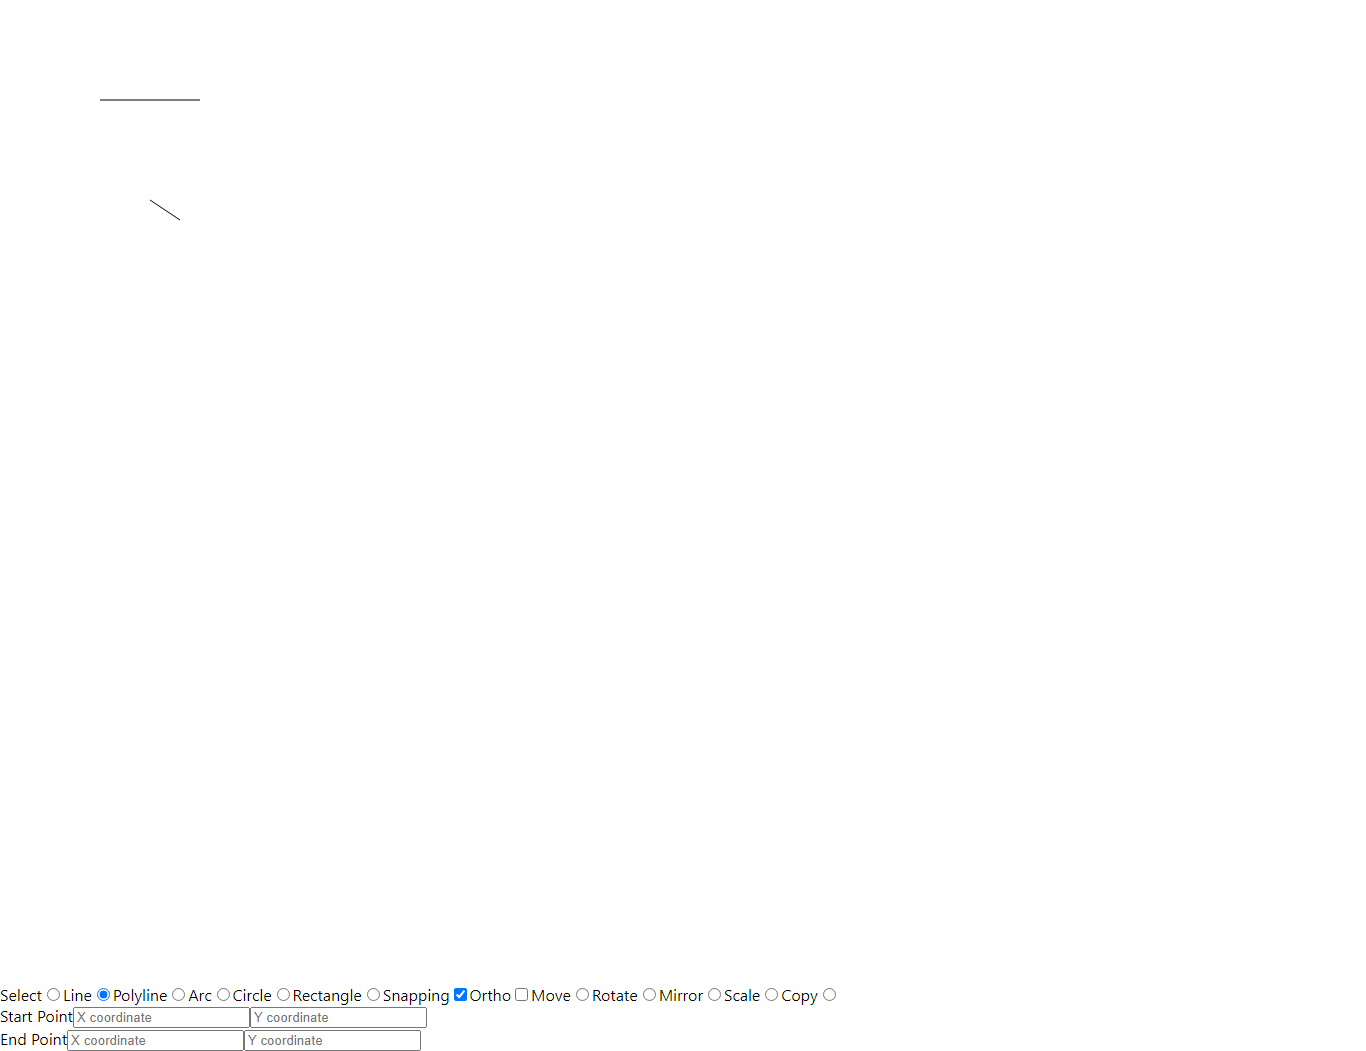 Select Line Polyline Arc Circle Rectangle Snapping Ortho Move Rotate Mirror Scale Copy
Start Point X coordinate Y coordinate
End Point X coordinate Y coordinate